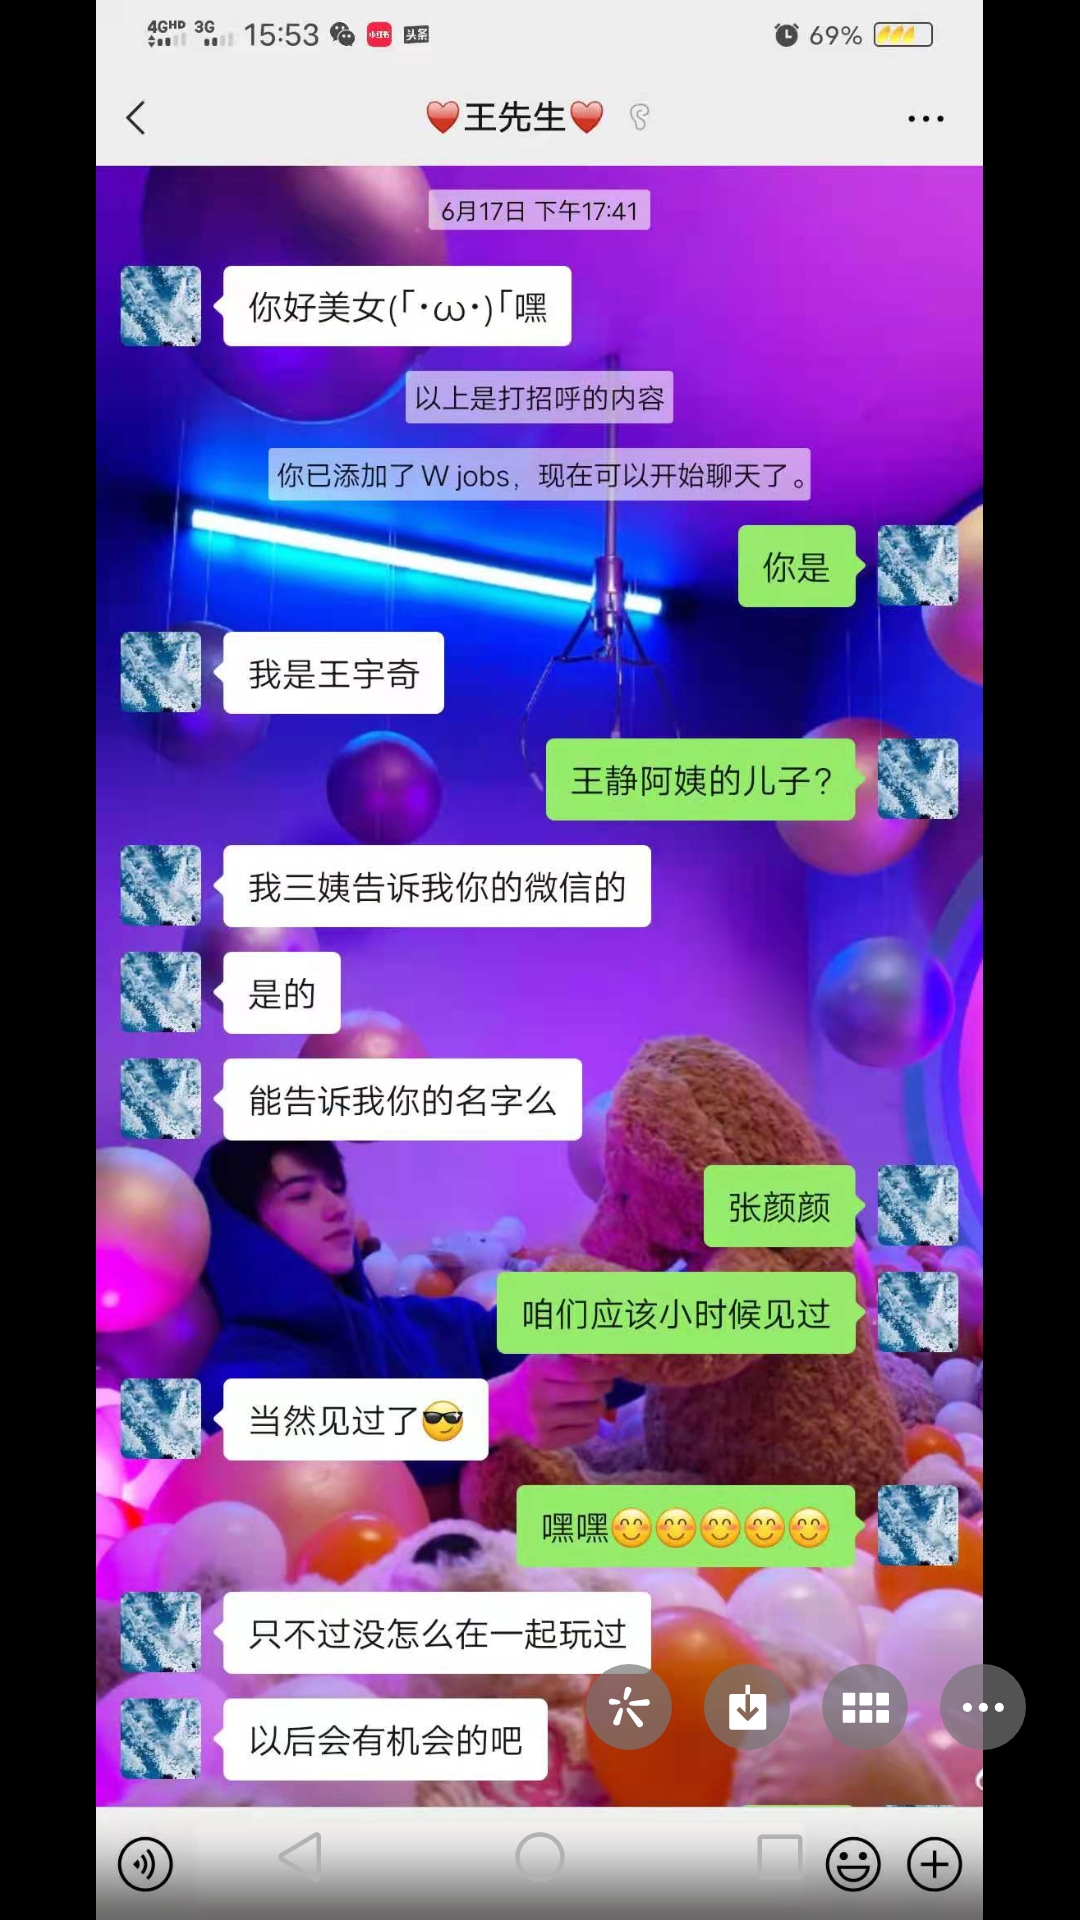 4GHD 3G 15:53 小红书 头条 69%
❤️王先生❤️
6月17日 下午17:41
你好美女(「・ω・)「嘿
以上是打招呼的内容
你已添加了W jobs，现在可以开始聊天了。
你是
我是王宇奇
王静阿姨的儿子?
我三姨告诉我你的微信的
是的
能告诉我你的名字么
张颜颜
咱们应该小时候见过
当然见过了😎
嘿嘿😊😊😊😊😊
只不过没怎么在一起玩过
以后会有机会的吧